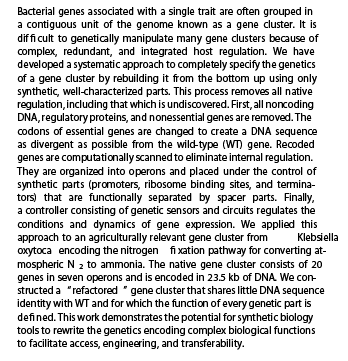 Bacterial genes associated with a single trait are often grouped in
a contiguous unit of the genome known as a gene cluster. It is
difficult to genetically manipulate many gene clusters because of
complex, redundant, and integrated host regulation. We have
developed a systematic approach to completely specify the genetics
of a gene cluster by rebuilding it from the bottom up using only
synthetic, well-characterized parts. This process removes all native
regulation, including that which is undiscovered. First, all noncoding
DNA, regulatory proteins, and nonessential genes are removed. The
codons of essential genes are changed to create a DNA sequence
as divergent as possible from the wild-type (WT) gene. Recoded
genes are computationally scanned to eliminate internal regulation.
They are organized into operons and placed under the control of
synthetic parts (promoters, ribosome binding sites, and termina-
tors) that are functionally separated by spacer parts. Finally,
a controller consisting of genetic sensors and circuits regulates the
conditions and dynamics of gene expression. We applied this
approach to an agriculturally relevant gene cluster from Klebsiella
oxytoca encoding the nitrogen fixation pathway for converting at-
mospheric N 2 to ammonia. The native gene cluster consists of 20
genes in seven operons and is encoded in 23.5 kb of DNA. We con-
structed a “refactored ” gene cluster that shares little DNA sequence
identity with WT and for which the function of every genetic part is
defined. This work demonstrates the potential for synthetic biology
tools to rewrite the genetics encoding complex biological functions
to facilitate access, engineering, and transferability.